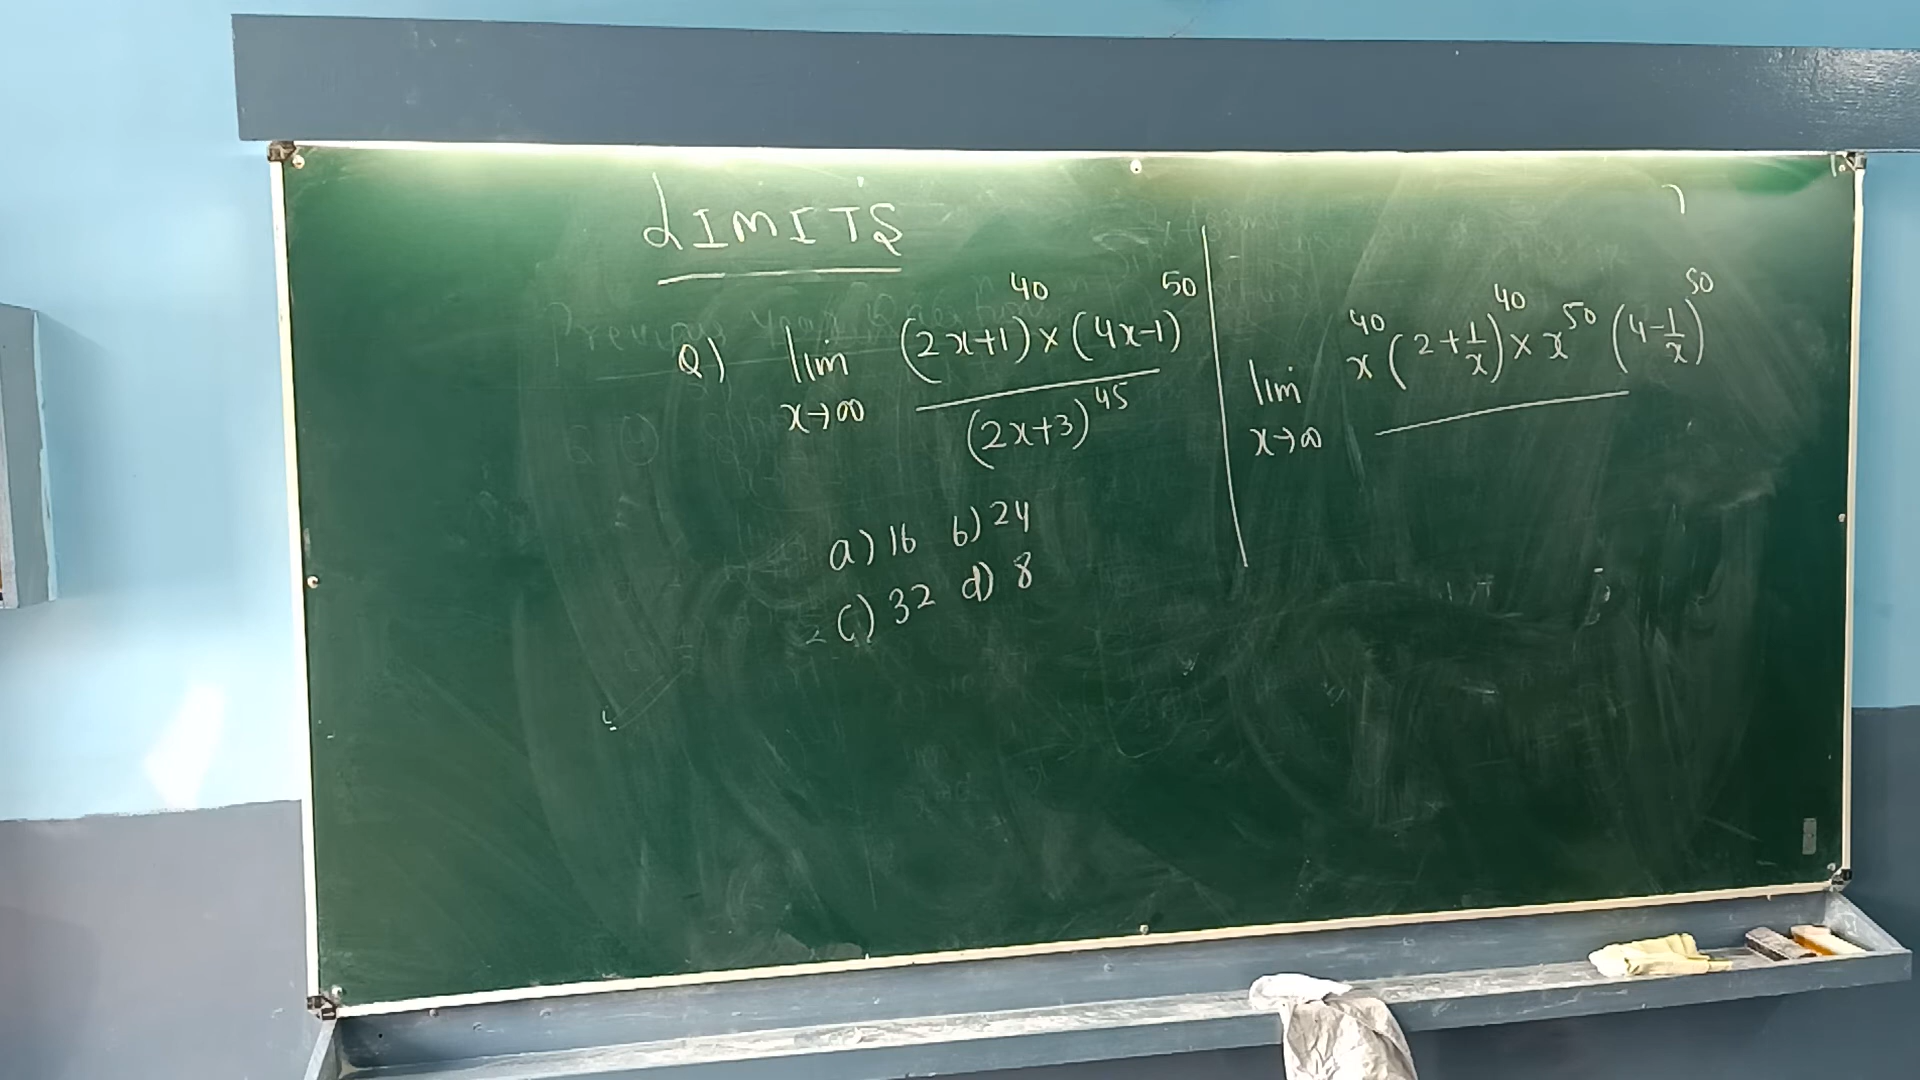 LIMITS
Q) lim x→∞ (2x+1)^40 × (4x-1)^50 / (2x+3)^45
a) 16 b) 24
c) 32 d) 8
lim x→∞ x^40 (2+1/x)^40 × x^50 (4-1/x)^50